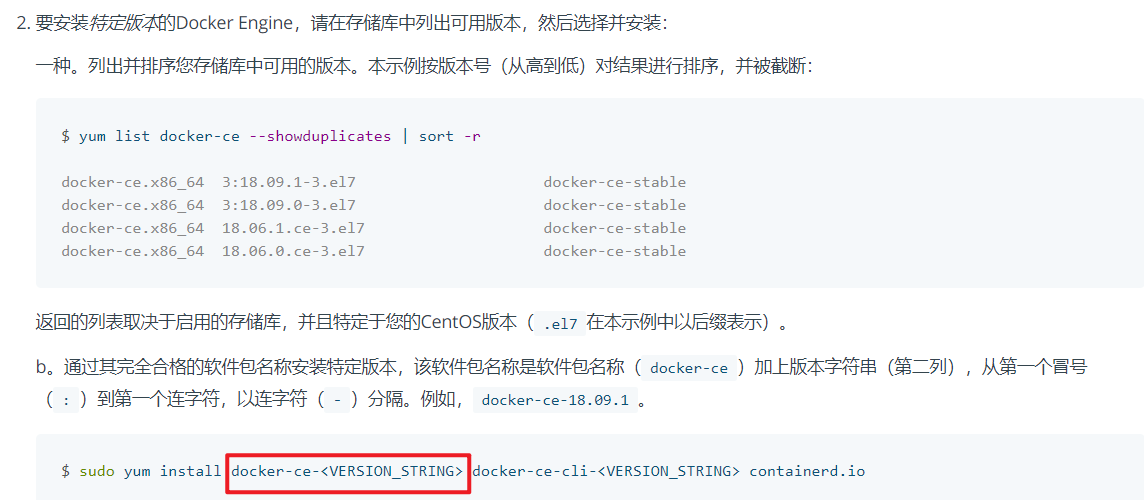 2. 要安装特定版本的Docker Engine，请在存储库中列出可用版本，然后选择并安装：
一种。列出并排序您存储库中可用的版本。本示例按版本号（从高到低）对结果进行排序，并被截断：
$ yum list docker-ce --showduplicates | sort -r
docker-ce.x86_64  3:18.09.1-3.el7                     docker-ce-stable
docker-ce.x86_64  3:18.09.0-3.el7                     docker-ce-stable
docker-ce.x86_64  18.06.1.ce-3.el7                    docker-ce-stable
docker-ce.x86_64  18.06.0.ce-3.el7                    docker-ce-stable
返回的列表取决于启用的存储库，并且特定于您的CentOS版本（ .el7 在本示例中以后缀表示）。
b。通过其完全合格的软件包名称安装特定版本，该软件包名称是软件包名称（ docker-ce ）加上版本字符串（第二列），从第一个冒号
（ : ）到第一个连字符，以连字符（ - ）分隔。例如， docker-ce-18.09.1 。
$ sudo yum install docker-ce-<VERSION_STRING> docker-ce-cli-<VERSION_STRING> containerd.io